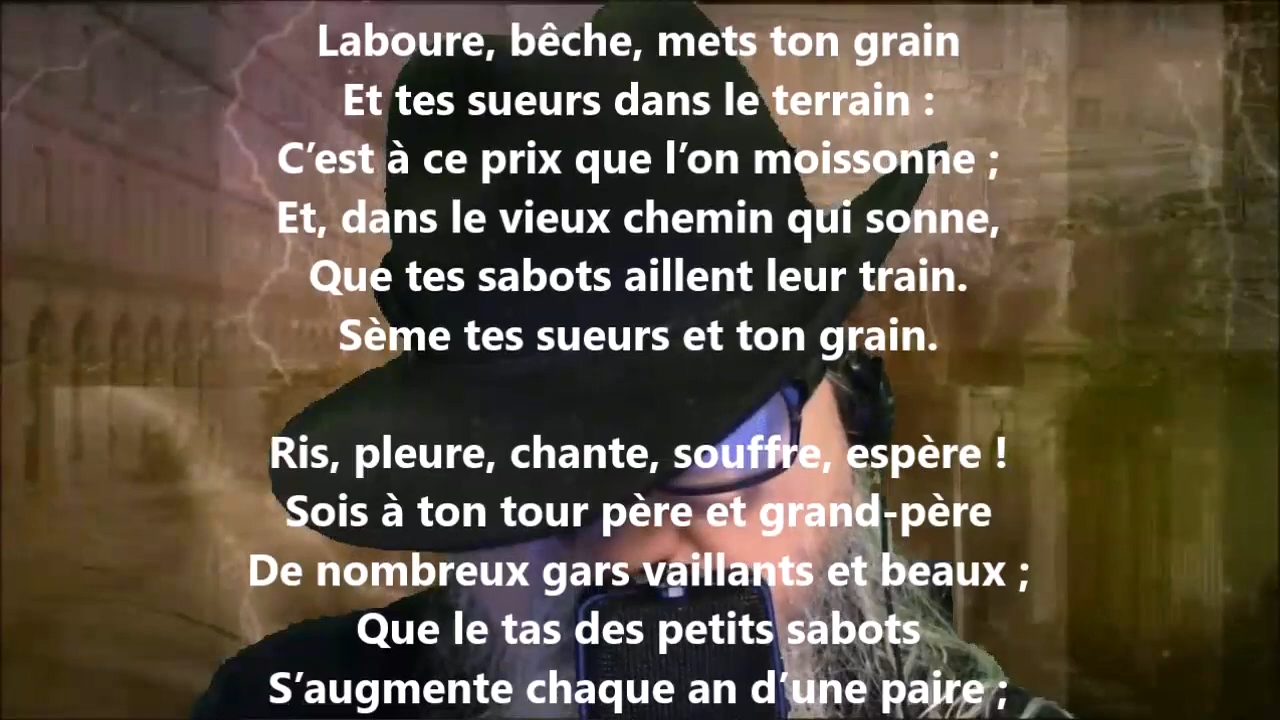 Laboure, bêche, mets ton grain
Et tes sueurs dans le terrain :
C’est à ce prix que l’on moissonne ;
Et, dans le vieux chemin qui sonne,
Que tes sabots aillent leur train.
Sème tes sueurs et ton grain.
Ris, pleure, chante, souffre, espère !
Sois à ton tour père et grand-père
De nombreux gars vaillants et beaux ;
Que le tas des petits sabots
S’augmente chaque an d’une paire ;